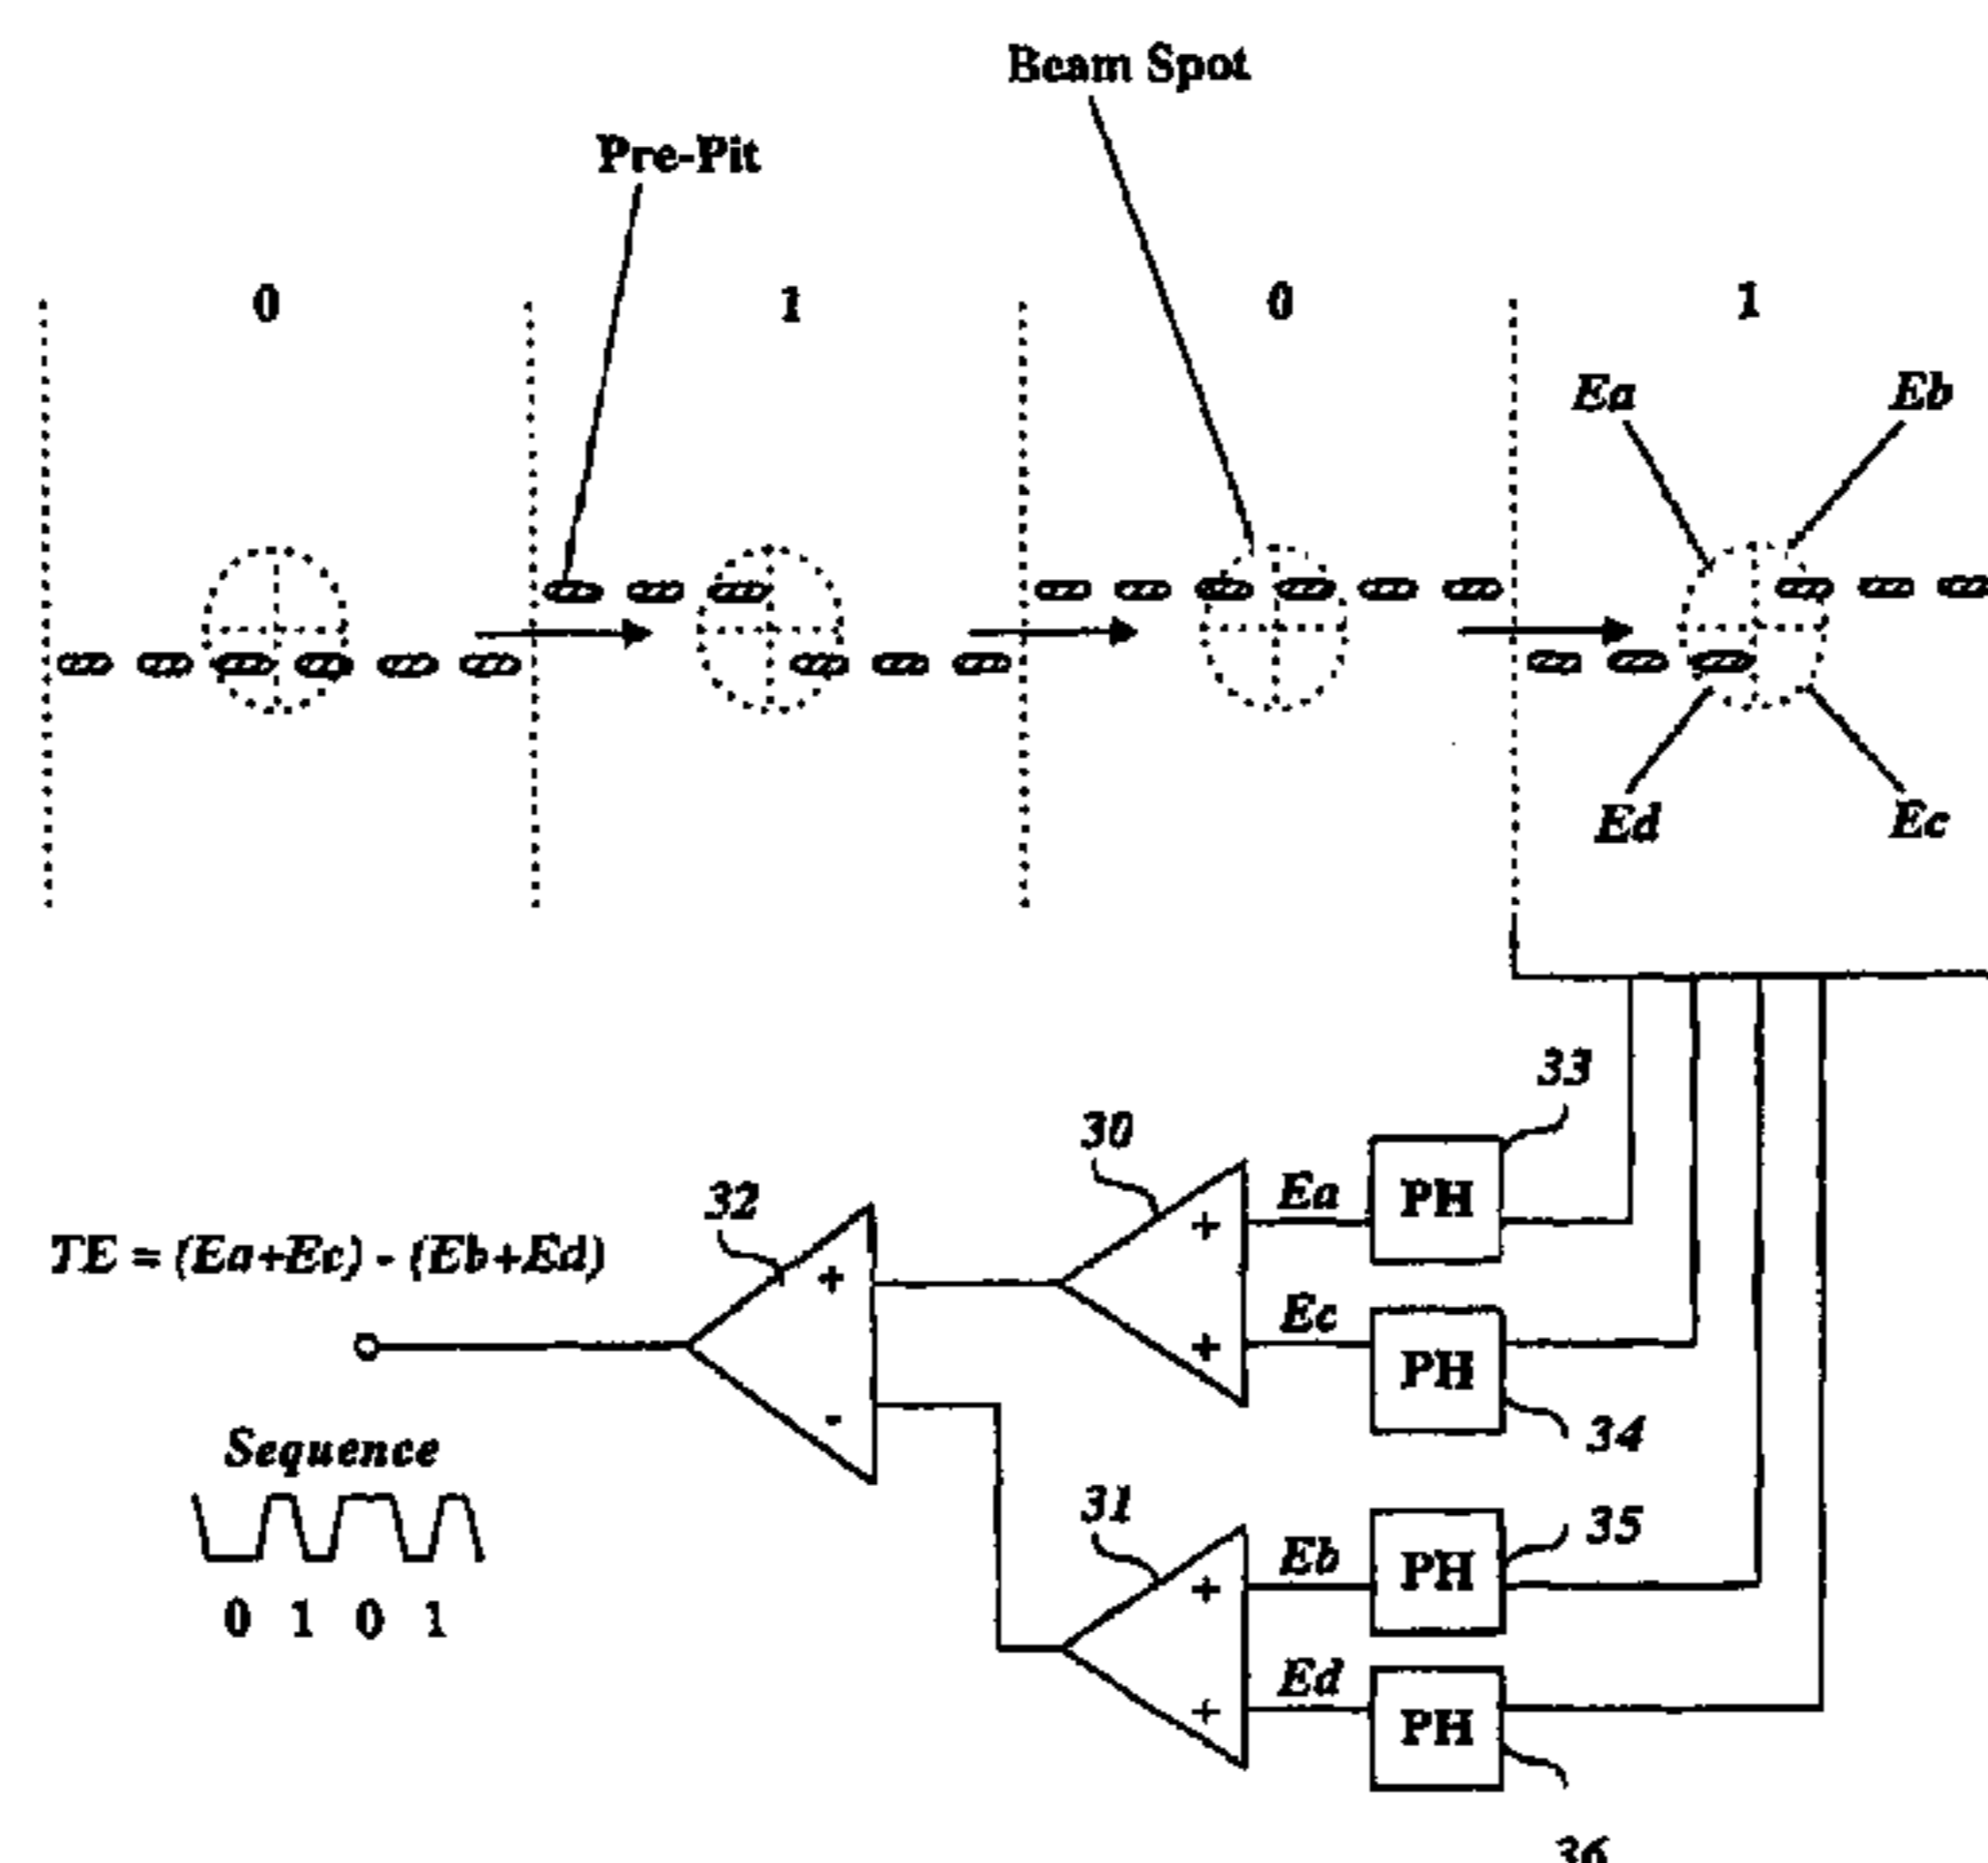 Beam Spot
Pre-Pit
0 1 0 1
Ea Eb
Ed Ec
33
30
PH
Ea
32
TE = (Ea+Ec) - (Eb+Ed)
+
+
Ec
+
PH
-
34
Sequence
31
35
Eb
PH
+
0 1 0 1
Ed
+
PH
36